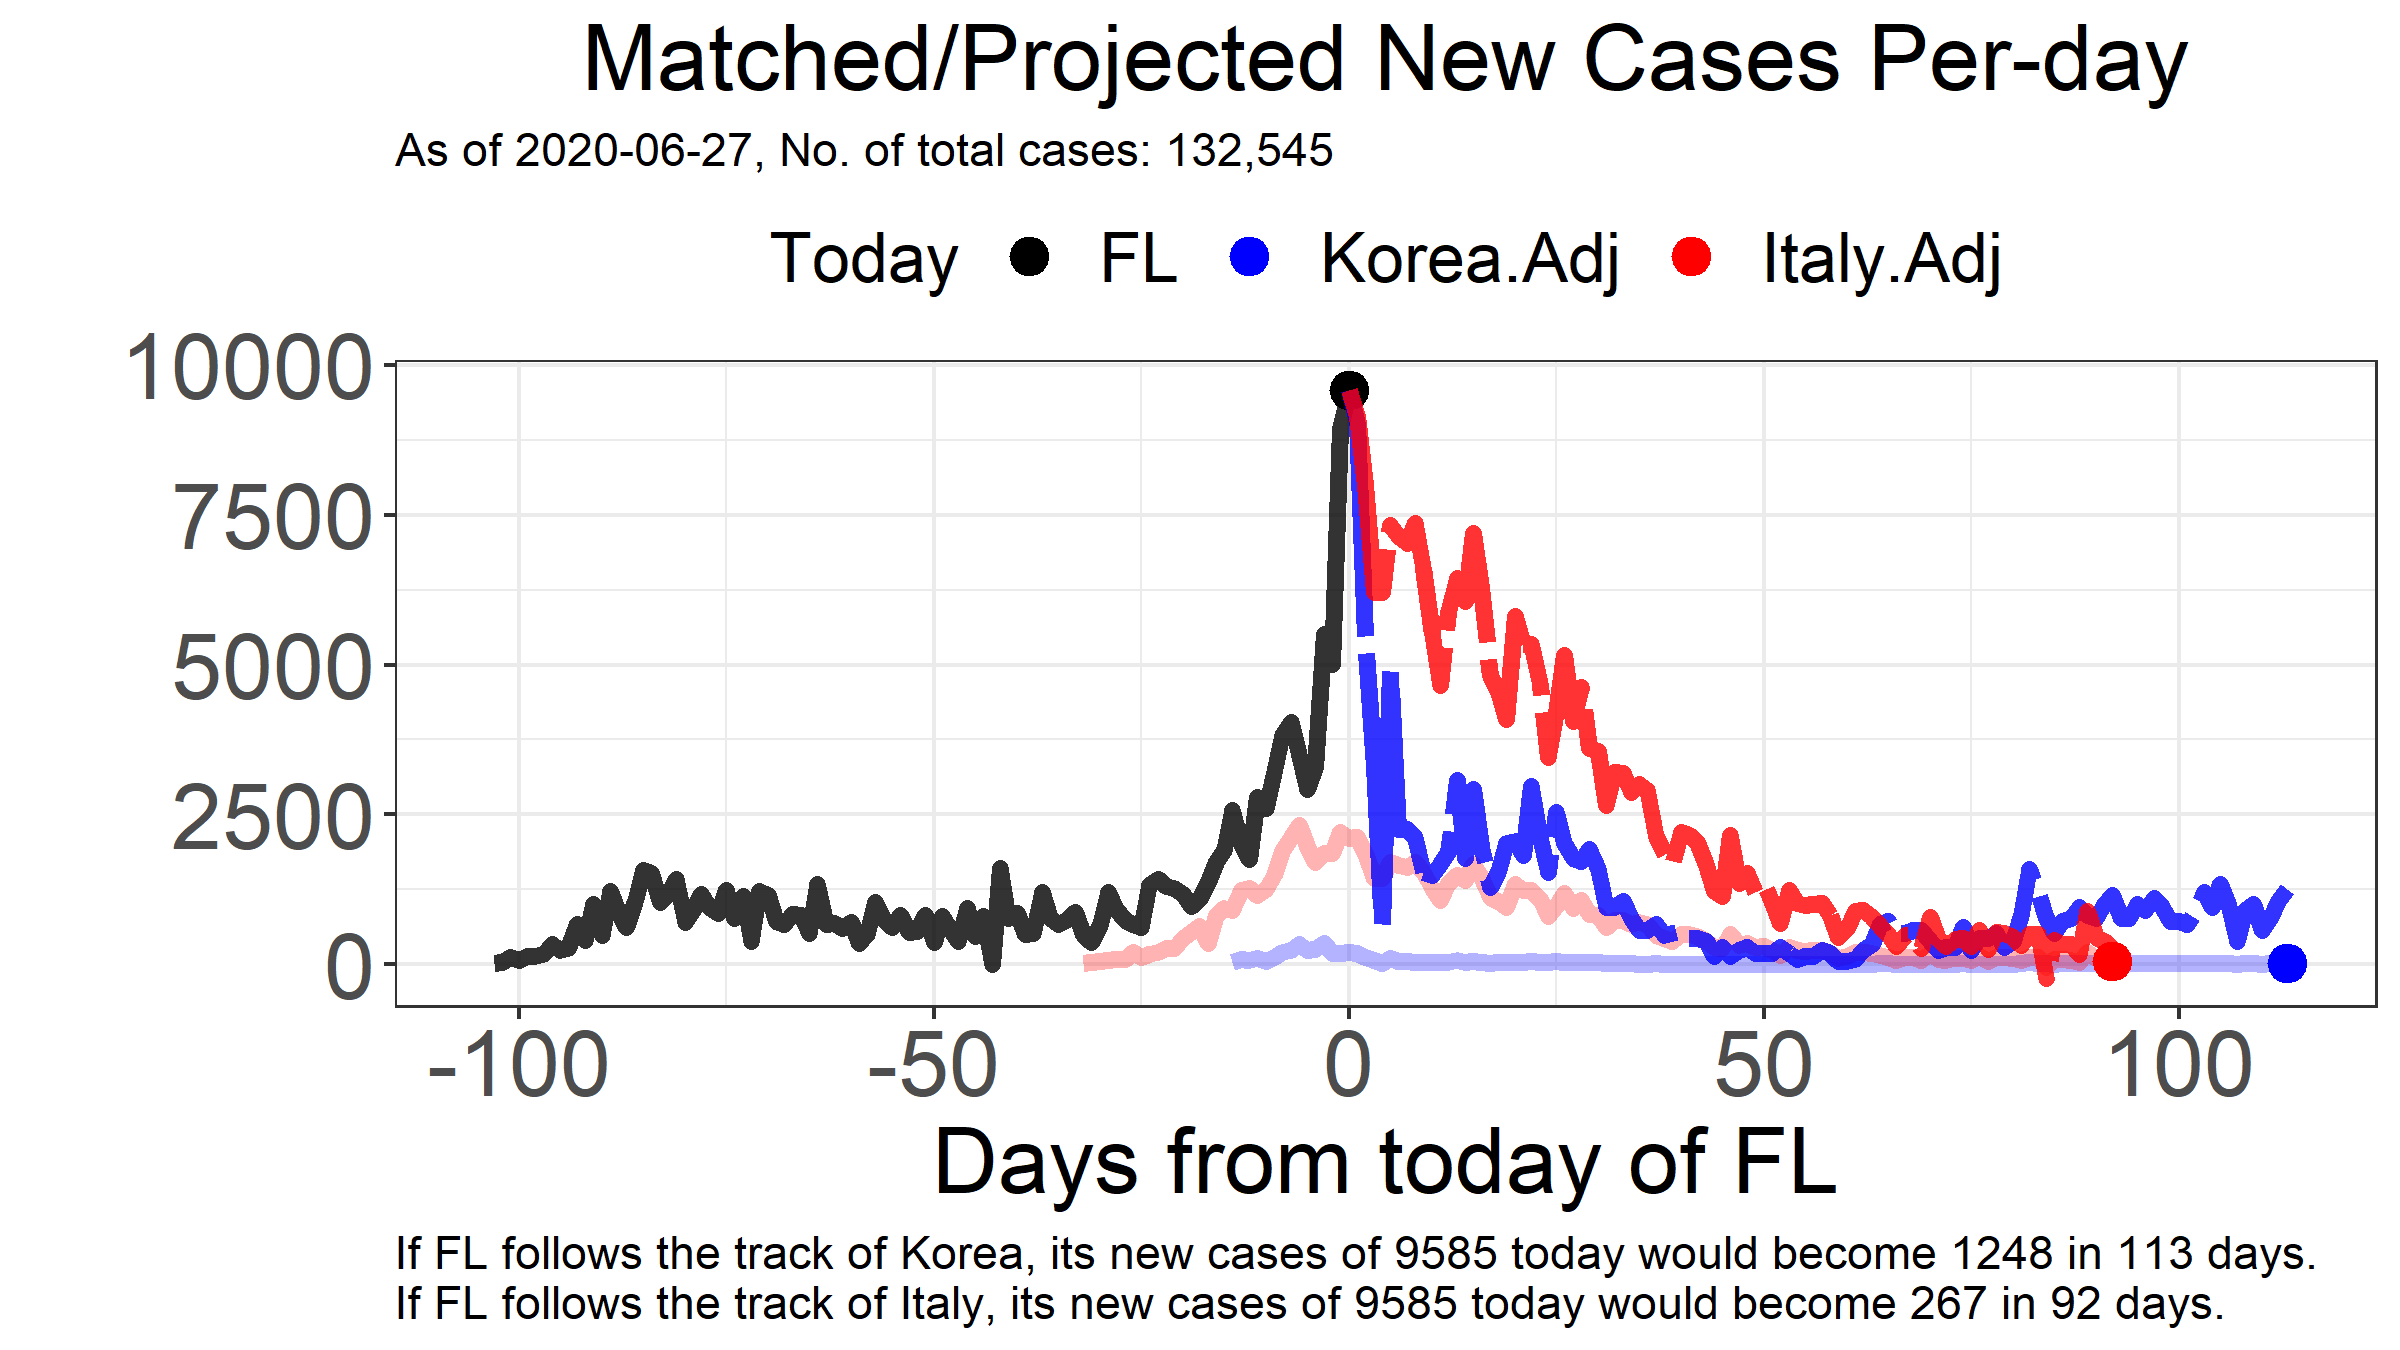 Matched/Projected New Cases Per-day
As of 2020-06-27, No. of total cases: 132,545
Today FL Korea.Adj Italy.Adj
10000
7500
5000
2500
0
-100 -50 0 50 100
Days from today of FL
If FL follows the track of Korea, its new cases of 9585 today would become 1248 in 113 days.
If FL follows the track of Italy, its new cases of 9585 today would become 267 in 92 days.